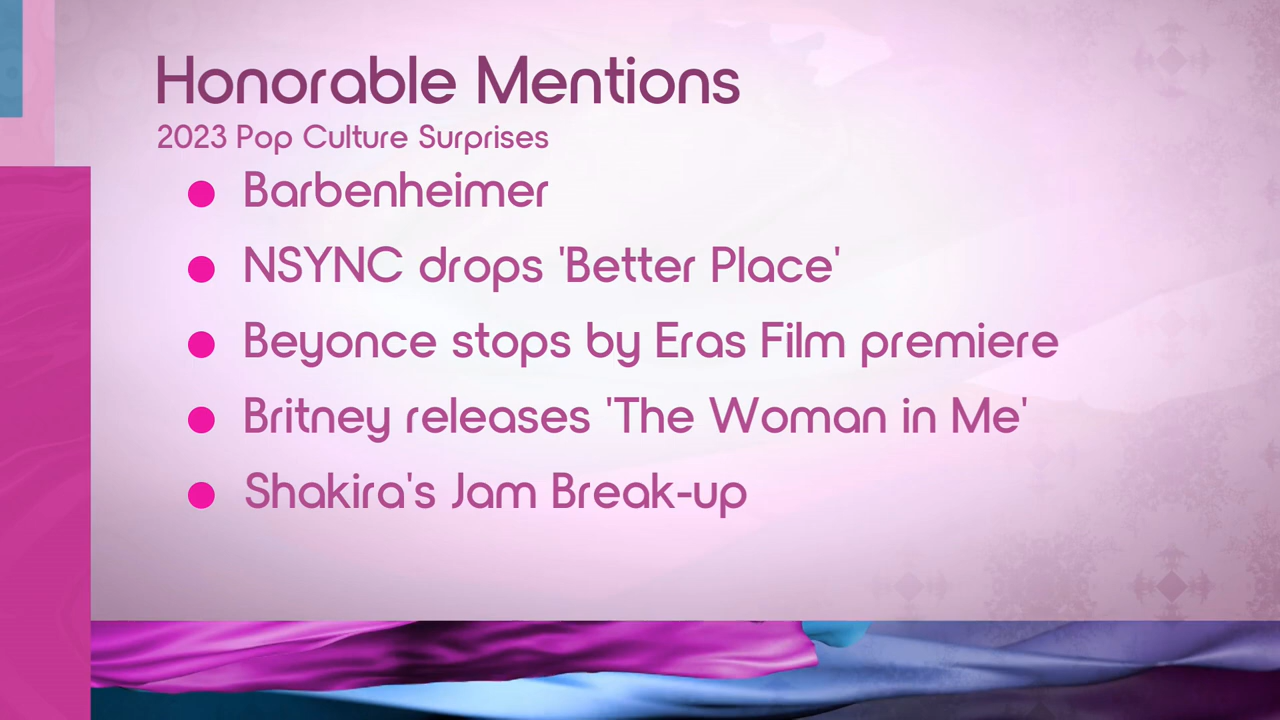 Honorable Mentions
2023 Pop Culture Surprises
Barbenheimer
NSYNC drops 'Better Place'
Beyonce stops by Eras Film premiere
Britney releases 'The Woman in Me'
Shakira's Jam Break-up